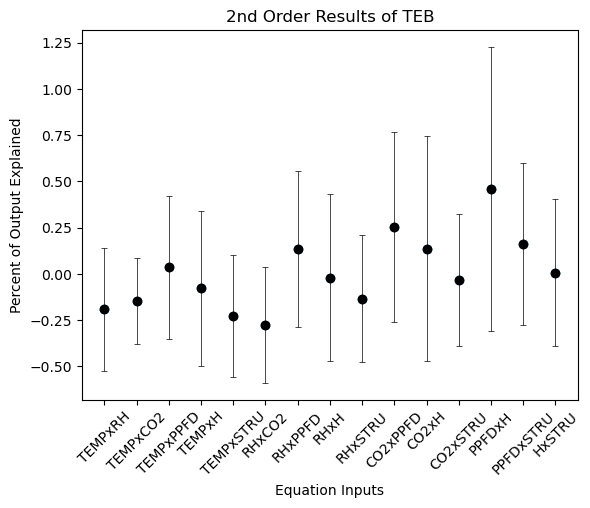 2nd Order Results of TEB
Percent of Output Explained
1.25
1.00
0.75
0.50
0.25
0.00
−0.25
−0.50
TEMPxRH
TEMPxCO2
TEMPxPPFD
TEMPxH
TEMPxSTRU
RHxCO2
RHxPPFD
RHxH
RHxSTRU
CO2xPPFD
CO2xH
CO2xSTRU
PPFDxH
PPFDxSTRU
HxSTRU
Equation Inputs